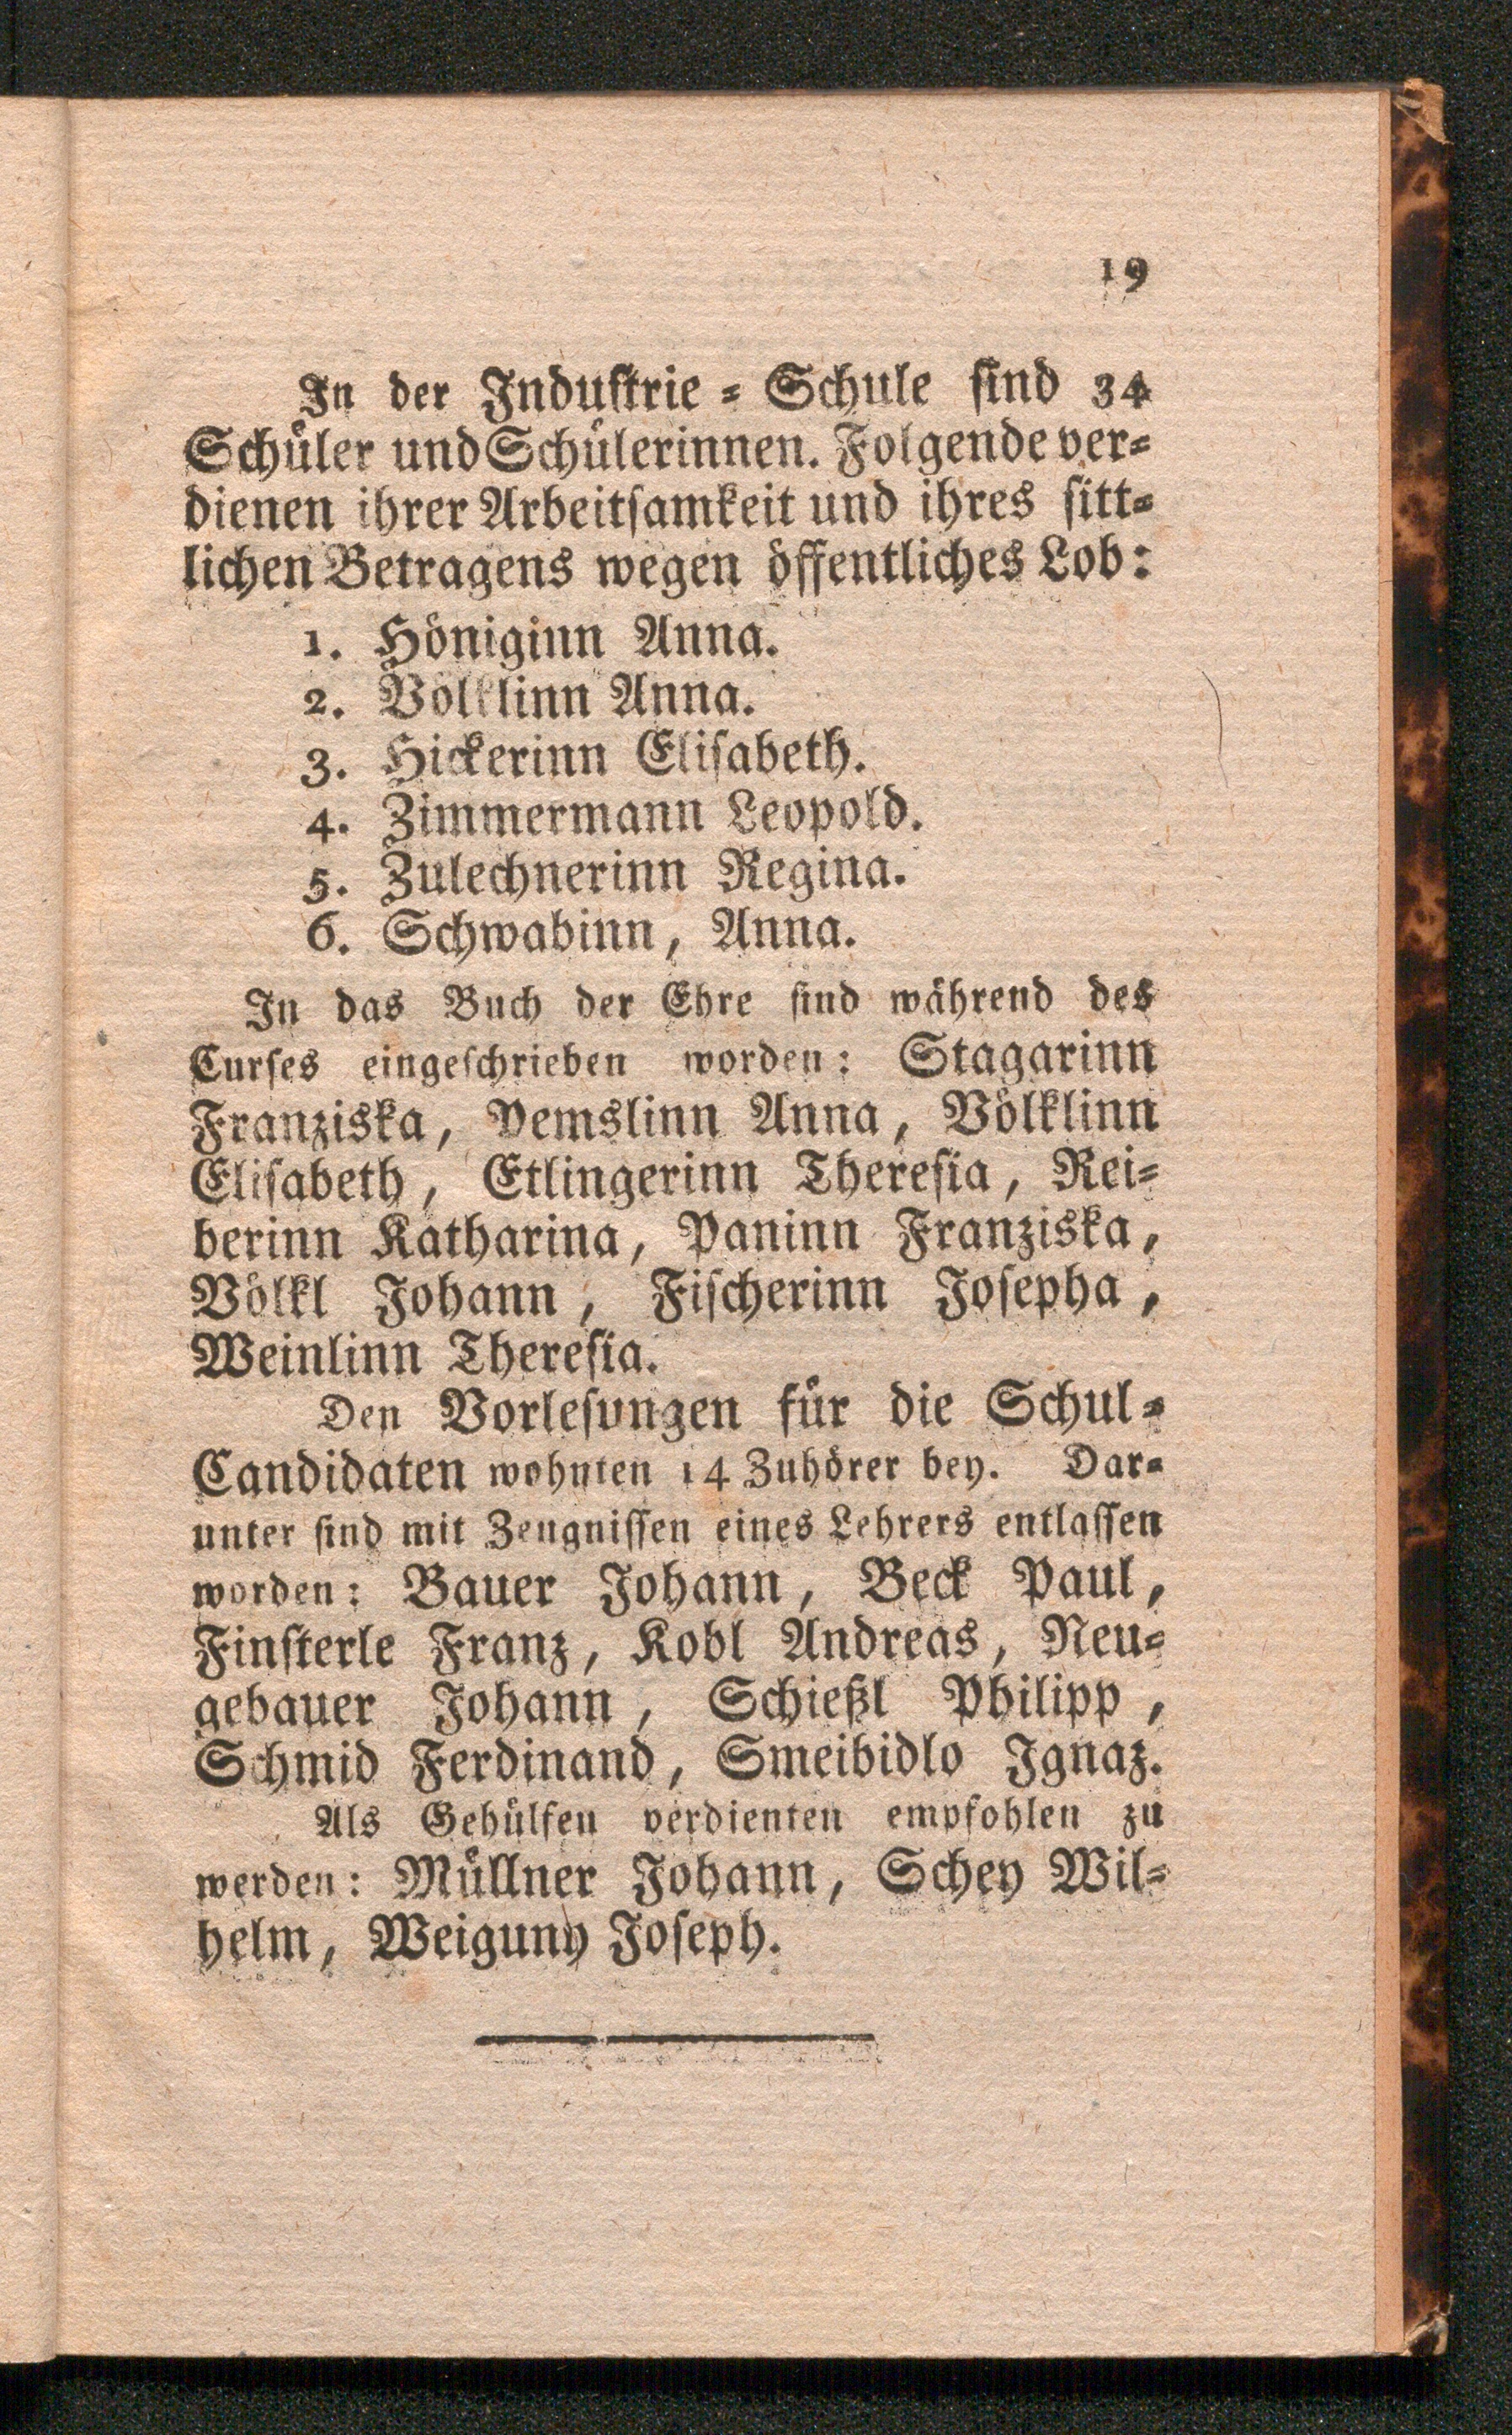 19
In der Industrie = Schule sind 34
Schüler und Schülerinnen. Folgende ver=
dienen ihrer Arbeitsamkeit und ihres sitt=
lichen Betragens wegen öffentliches Lob:
1. Höniginn Anna.
2. Völklinn Anna.
3. Hickerinn Elisabeth.
4. Zimmermann Leopold.
5. Zulechnerinn Regina.
6. Schwabinn, Anna.
In das Buch der Ehre sind während des
Curses eingeschrieben worden: Stagarinn
Franziska, Pemslinn Anna, Völklinn
Elisabeth, Etlingerinn Theresia, Rei=
berinn Katharina, Paninn Franziska,
Völkl Johann, Fischerinn Josepha,
Weinlinn Theresia.
Den Vorlesungen für die Schul=
Candidaten wohnten 14 Zuhörer bey. Dar=
unter sind mit Zeugnissen eines Lehrers entlassen
worden: Bauer Johann, Beck Paul,
Finsterle Franz, Kobl Andreas, Neu=
gebauer Johann, Schießl Philipp,
Schmid Ferdinand, Smeibidlo Ignaz.
Als Gehülfen verdienten empfohlen zu
werden: Müllner Johann, Schey Wil=
helm, Weiguny Joseph.